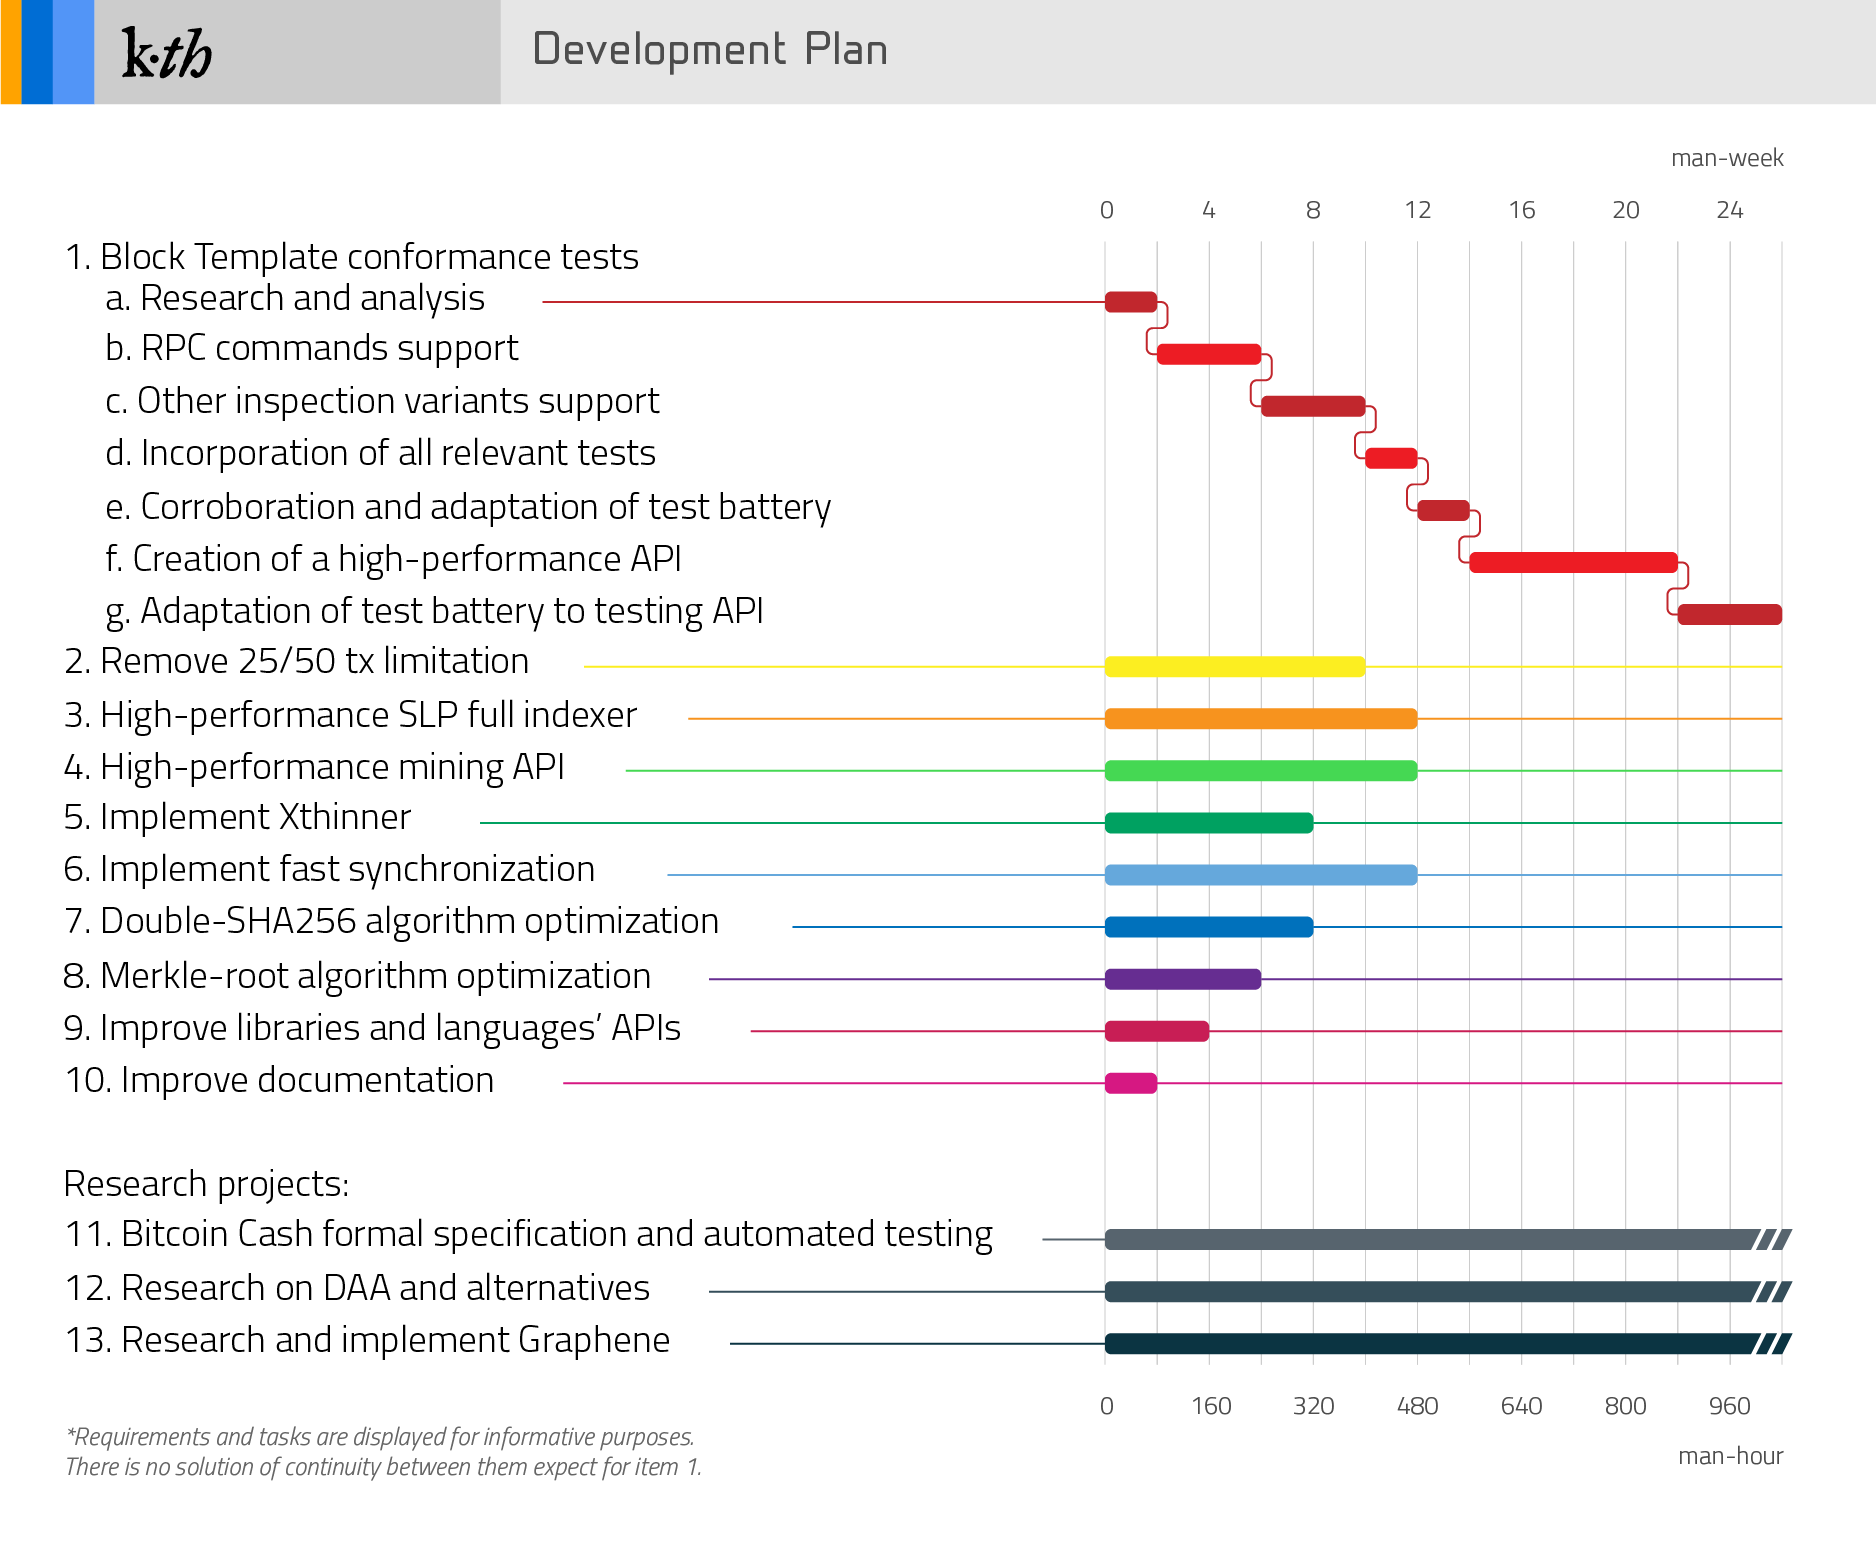 k·th
Development Plan
man-week
0 4 8 12 16 20 24
1. Block Template conformance tests
a. Research and analysis
b. RPC commands support
c. Other inspection variants support
d. Incorporation of all relevant tests
e. Corroboration and adaptation of test battery
f. Creation of a high-performance API
g. Adaptation of test battery to testing API
2. Remove 25/50 tx limitation
3. High-performance SLP full indexer
4. High-performance mining API
5. Implement Xthinner
6. Implement fast synchronization
7. Double-SHA256 algorithm optimization
8. Merkle-root algorithm optimization
9. Improve libraries and languages’ APIs
10. Improve documentation
Research projects:
11. Bitcoin Cash formal specification and automated testing
12. Research on DAA and alternatives
13. Research and implement Graphene
0 160 320 480 640 800 960
man-hour
*Requirements and tasks are displayed for informative purposes.
There is no solution of continuity between them expect for item 1.